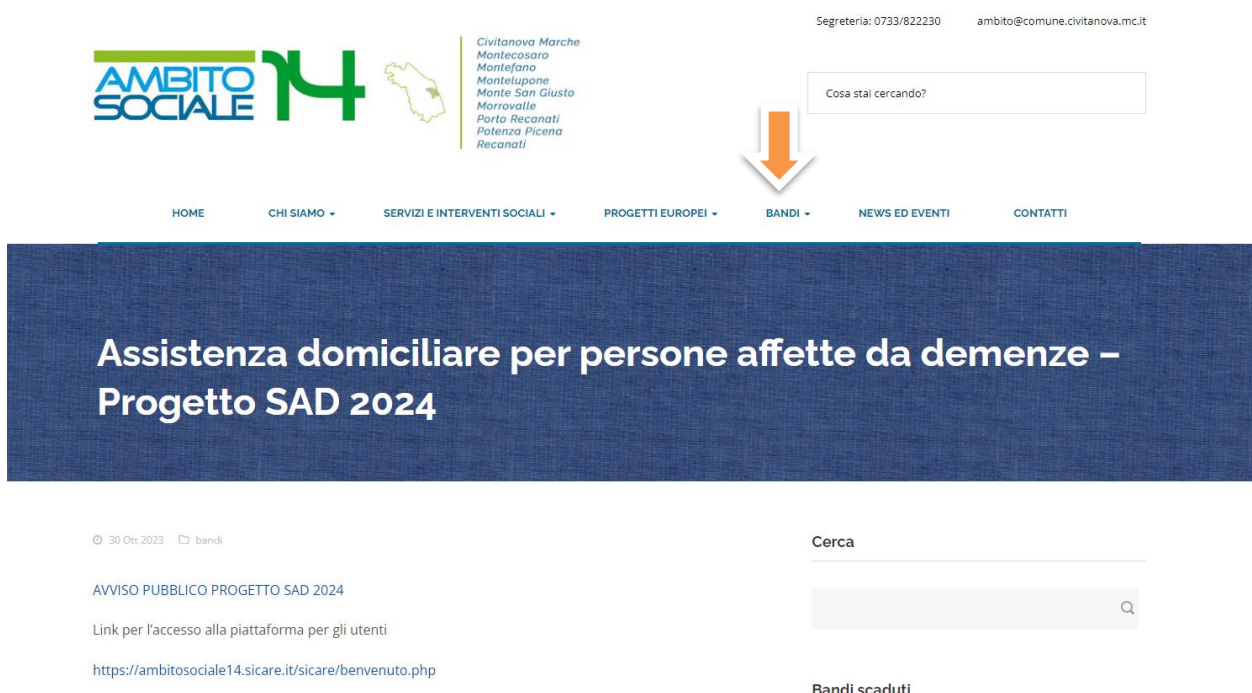 Segreteria: 0733/822230 ambito@comune.civitanova.mc.it
AMBITO
SOCIALE
14
Civitanova Marche
Montecosaro
Montefano
Montelupone
Monte San Giusto
Morrovalle
Porto Recanati
Potenza Picena
Recanati
Cosa stai cercando?
HOME CHI SIAMO SERVIZI E INTERVENTI SOCIALI PROGETTI EUROPEI BANDI NEWS ED EVENTI CONTATTI
Assistenza domiciliare per persone affette da demenze –
Progetto SAD 2024
30 Ott 2023 bandi
AVVISO PUBBLICO PROGETTO SAD 2024
Link per l'accesso alla piattaforma per gli utenti
https://ambitosociale14.sicare.it/sicare/benvenuto.php
Cerca
Bandi scaduti